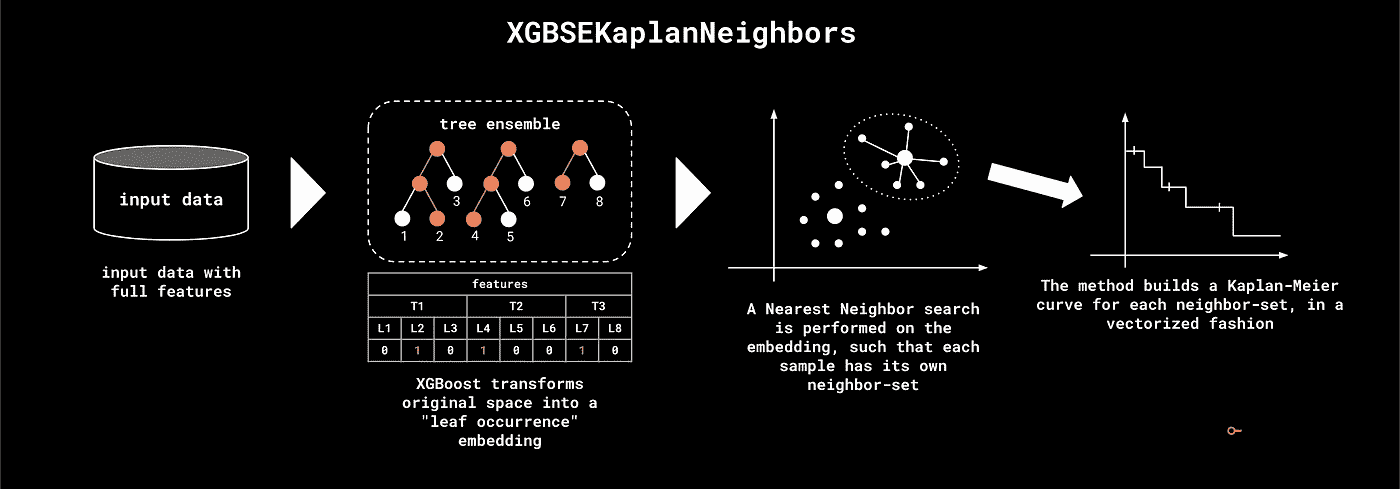 XGBSEKaplanNeighbors
input data
input data with
full features
tree ensemble
3
6
7
8
1
2
4
5
features
T1 T2 T3
L1 L2 L3 L4 L5 L6 L7 L8
0 1 0 1 0 0 1 0
XGBoost transforms
original space into a
"leaf occurrence"
embedding
A Nearest Neighbor search
is performed on the
embedding, such that each
sample has its own
neighbor-set
The method builds a Kaplan-Meier
curve for each neighbor-set, in a
vectorized fashion